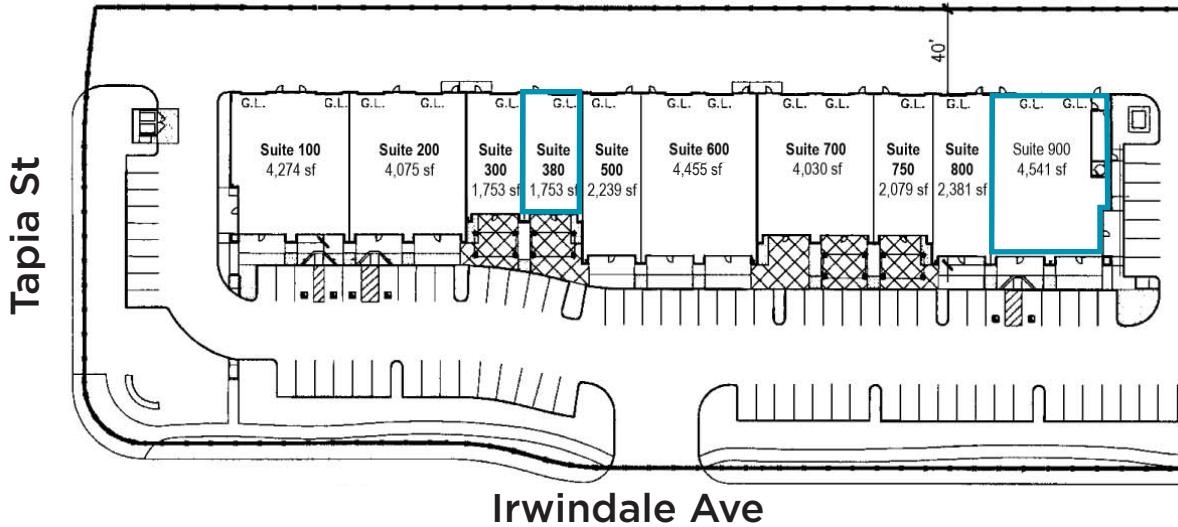 40'
G.L. G.L. G.L. G.L. G.L. G.L. G.L. G.L. G.L. G.L. G.L. G.L. G.L. G.L. G.L.
Suite 100
4,274 sf
Suite 200
4,075 sf
Suite
300
1,753 sf
Suite
380
1,753 sf
Suite
500
2,239 sf
Suite 600
4,455 sf
Suite 700
4,030 sf
Suite
750
2,079 sf
Suite
800
2,381 sf
Suite 900
4,541 sf
Tapia St
Irwindale Ave